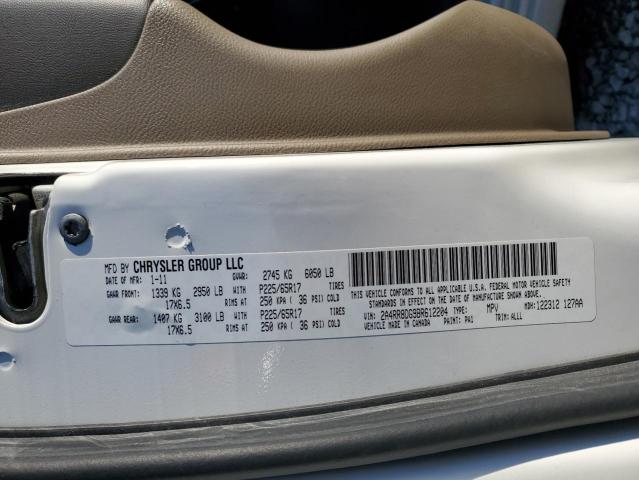 MFD BY CHRYSLER GROUP LLC
DATE OF MFR: 1-11 GVWR: 2745 KG 6050 LB
GAWR FRONT: 1339 KG 2950 LB WITH P225/65R17 TIRES
17X6.5 RIMS AT 250 KPA ( 36 PSI) COLD
GAWR REAR: 1407 KG 3100 LB WITH P225/65R17 TIRES
17X6.5 RIMS AT 250 KPA ( 36 PSI) COLD
THIS VEHICLE CONFORMS TO ALL APPLICABLE U.S.A. FEDERAL MOTOR VEHICLE SAFETY
STANDARDS IN EFFECT ON THE DATE OF MANUFACTURE SHOWN ABOVE.
VIN: 2A4RR8DG9BR612204 TYPE: MPV MDH: 122312 127AA
VEHICLE MADE IN CANADA PAINT: PA1 TRIM: ALL1